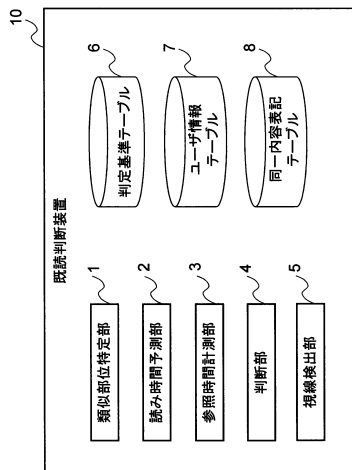 10
既読判断装置
類似部位特定部
1
読み時間予測部
2
参照時間計測部
3
判断部
4
視線検出部
5
判定基準テーブル
6
ユーザ情報
テーブル
7
同一内容表記
テーブル
8